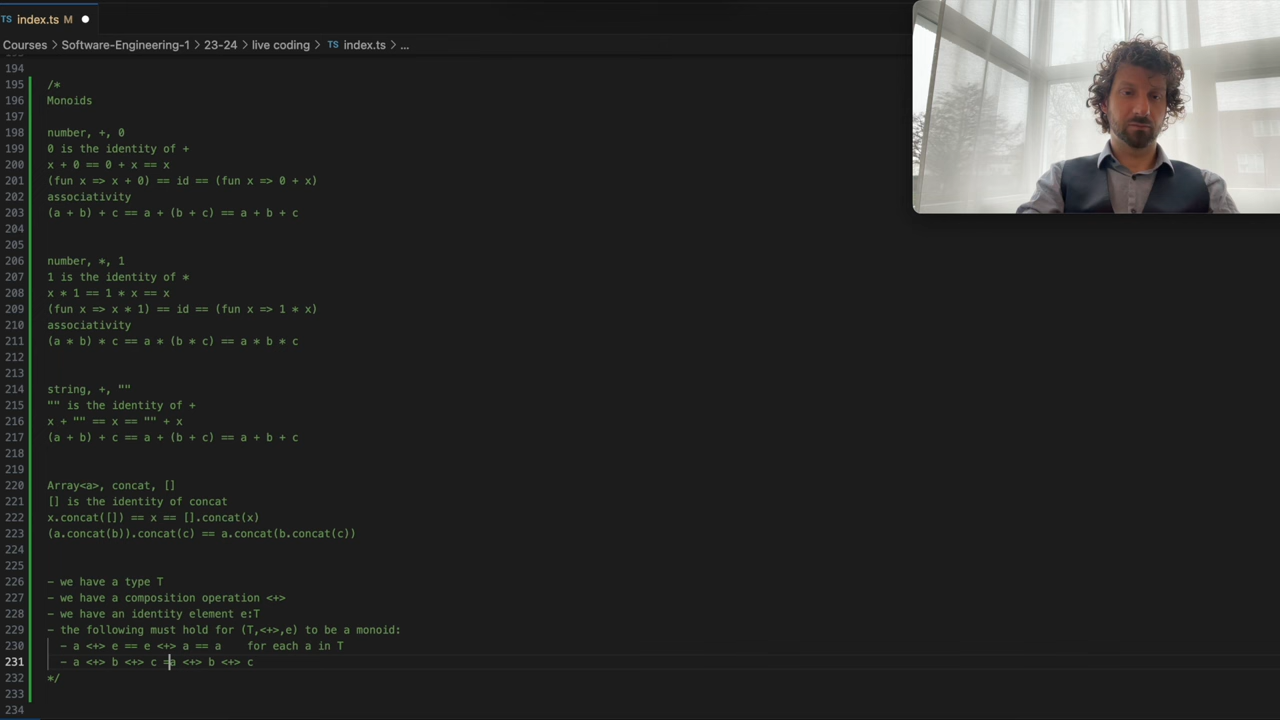 TS index.ts M
Courses > Software-Engineering-1 > 23-24 > live coding > TS index.ts > ...
194
195 /*
196 Monoids
197
198 number, +, 0
199 0 is the identity of +
200 x + 0 == 0 + x == x
201 (fun x => x + 0) == id == (fun x => 0 + x)
202 associativity
203 (a + b) + c == a + (b + c) == a + b + c
204
205
206 number, *, 1
207 1 is the identity of *
208 x * 1 == 1 * x == x
209 (fun x => x * 1) == id == (fun x => 1 * x)
210 associativity
211 (a * b) * c == a * (b * c) == a * b * c
212
213
214 string, +, ""
215 "" is the identity of +
216 x + "" == x == "" + x
217 (a + b) + c == a + (b + c) == a + b + c
218
219
220 Array<a>, concat, []
221 [] is the identity of concat
222 x.concat([]) == x == [].concat(x)
223 (a.concat(b)).concat(c) == a.concat(b.concat(c))
224
225
226 - we have a type T
227 - we have a composition operation <+>
228 - we have an identity element e:T
229 - the following must hold for (T,<+>,e) to be a monoid:
230 - a <+> e == e <+> a == a for each a in T
231 - a <+> b <+> c =a <+> b <+> c
232 */
233
234